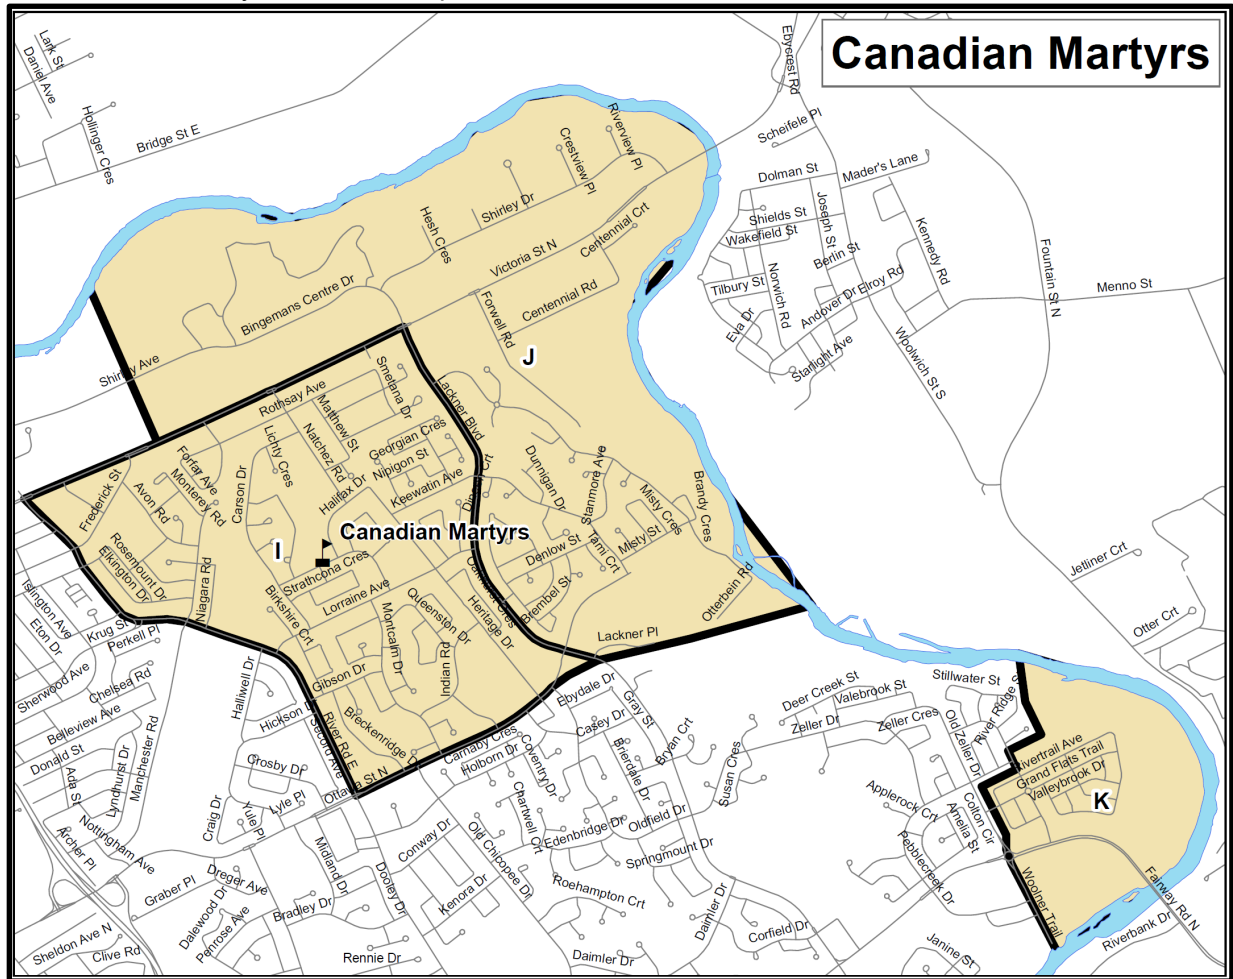 Canadian Martyrs
Lark St
Daniel Ave
Hollinger Cres
Bridge St E
Ebycrest Rd
Scheifele Pl
Riverview Pl
Crestview Pl
Shirley Dr
Hesh Cres
Victoria St N
Centennial Crt
Centennial Rd
Bingemans Centre Dr
Forwell Rd
J
Dolman St
Mader's Lane
Shields St
Wakefield St
Joseph St
Berlin St
Kennedy Rd
Tilbury St
Norwich Rd
Elroy Rd
Andover Dr
Eva Dr
Starlight Ave
Woolwich St S
Fountain St N
Menno St
Jetliner Crt
Otter Crt
Shirley Ave
Rothsay Ave
Smetana Dr
Lackner Blvd
Matthew St
Natchez Rd
Georgian Cres
Nipigon St
Keewatin Ave
Halifax Dr
Lichty Cres
Carson Dr
Forfar Ave
Monterey Rd
Avon Rd
Frederick St
Rosemount Dr
Elkington Dr
Niagara Rd
Canadian Martyrs
I
Strathcona Cres
Lorraine Ave
Birkshire Crt
Montcalm Dr
Queenston Dr
Heritage Dr
Indian Rd
Gibson Dr
Breckenridge Dr
River Rd E
Secord Ave
Dunnigan Dr
Stanmore Ave
Misty Cres
Misty St
Tami Crt
Denlow St
Brembel St
Brandy Cres
Otterbein Rd
Lackner Pl
Islington Ave
Eton Dr
Krug St
Perkell Pl
Sherwood Ave
Chelsea Rd
Belleview Ave
Donald St
Ada St
Lyndhurst Dr
Manchester Rd
Halliwell Dr
Crosby Dr
Craig Dr
Yule Pl
Lyle Pl
Ottawa St N
Nottingham Ave
Archer Pl
Graber Pl
Dreger Ave
Dalewood Dr
Penrose Ave
Bradley Dr
Midland Dr
Dooley Dr
Rennie Dr
Sheldon Ave N
Clive Rd
Carnaby Cres
Holborn Dr
Coventry Dr
Chartwell Crt
Conway Dr
Kenora Dr
Old Chicopee Dr
Ebydale Dr
Casey Dr
Gray St
Brierdale Dr
Bryan Crt
Susan Cres
Edenbridge Dr
Oldfield Dr
Springmount Dr
Roehampton Crt
Daimler Dr
Daimler Dr
Corfield Dr
Deer Creek St
Valebrook St
Zeller Dr
Zeller Cres
Stillwater St
Old Zeller Dr
Rivertrail Ave
Grand Flats Trail
Valleybrook Dr
K
Applerock Crt
Colton Cir
Amelia St
Pebblecreek Dr
Woolner Trail
Janine St
Fairway Rd N
Riverbank Dr